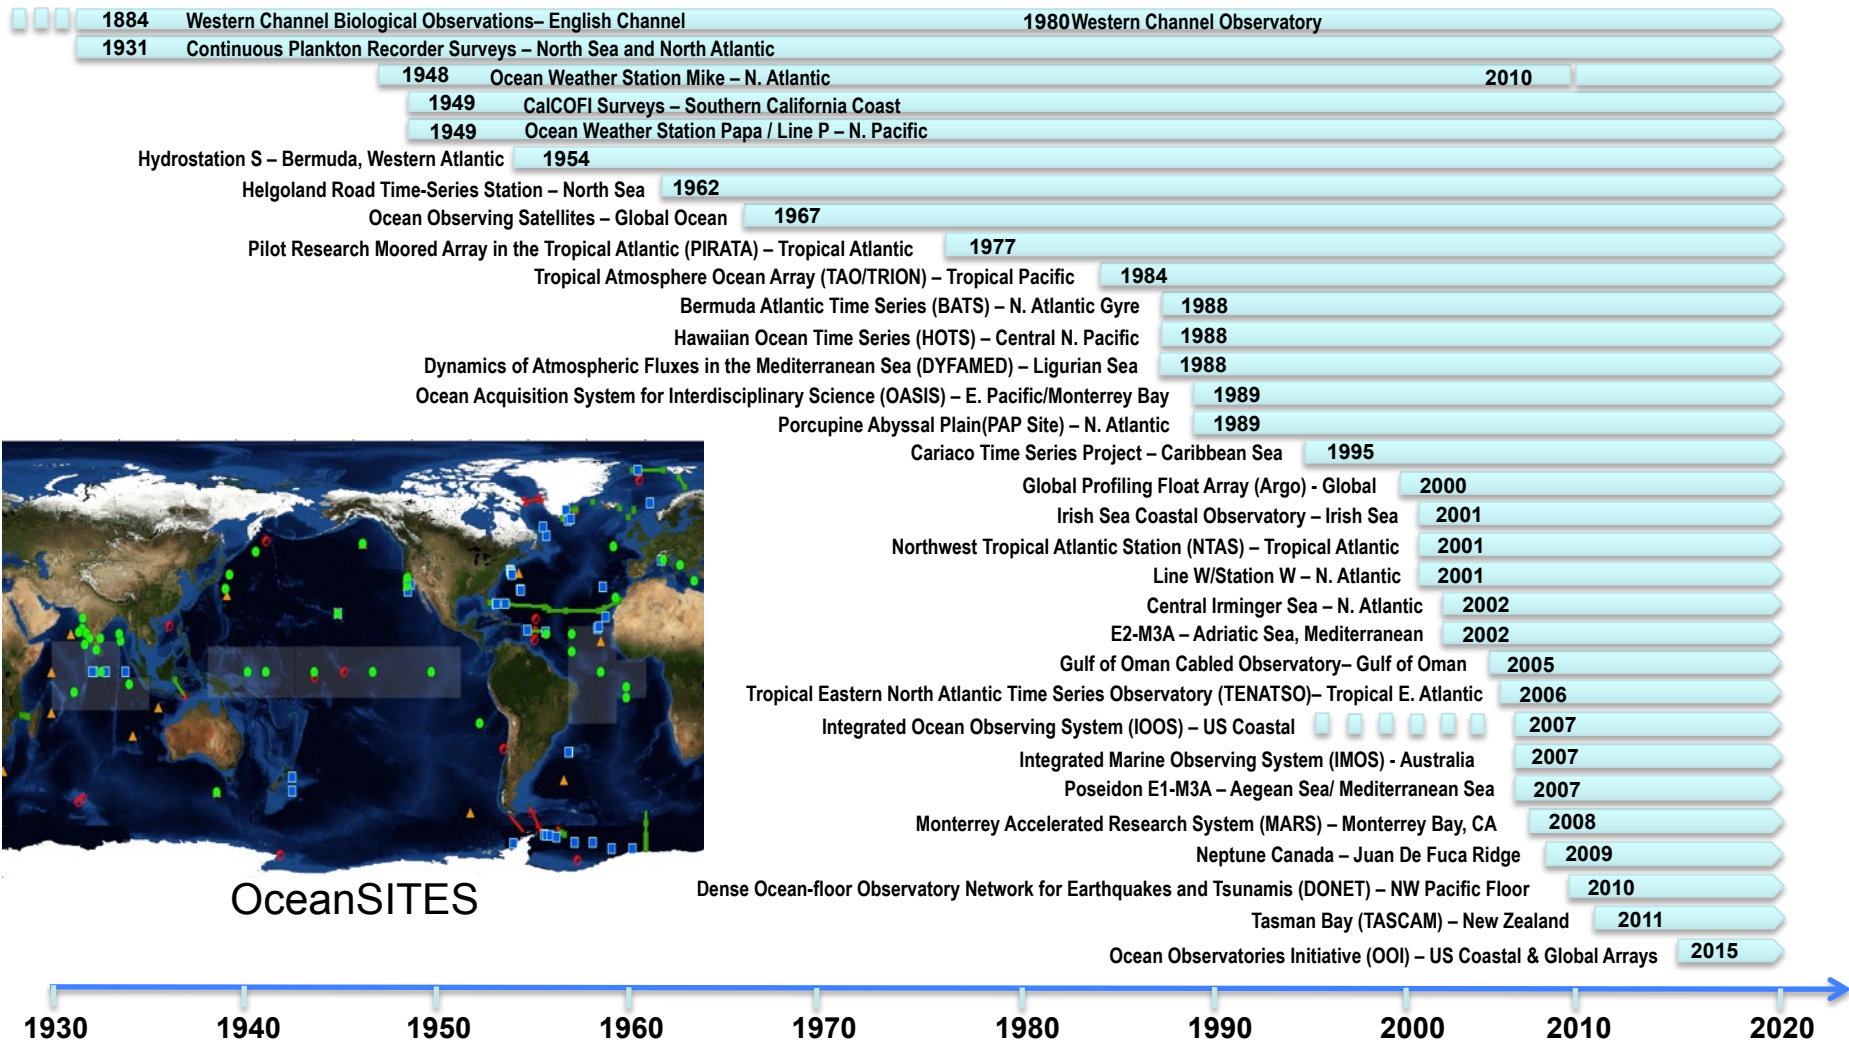 1884 Western Channel Biological Observations– English Channel 1980 Western Channel Observatory
1931 Continuous Plankton Recorder Surveys – North Sea and North Atlantic
1948 Ocean Weather Station Mike – N. Atlantic 2010
1949 CalCOFI Surveys – Southern California Coast
1949 Ocean Weather Station Papa / Line P – N. Pacific
Hydrostation S – Bermuda, Western Atlantic 1954
Helgoland Road Time-Series Station – North Sea 1962
Ocean Observing Satellites – Global Ocean 1967
Pilot Research Moored Array in the Tropical Atlantic (PIRATA) – Tropical Atlantic 1977
Tropical Atmosphere Ocean Array (TAO/TRION) – Tropical Pacific 1984
Bermuda Atlantic Time Series (BATS) – N. Atlantic Gyre 1988
Hawaiian Ocean Time Series (HOTS) – Central N. Pacific 1988
Dynamics of Atmospheric Fluxes in the Mediterranean Sea (DYFAMED) – Ligurian Sea 1988
Ocean Acquisition System for Interdisciplinary Science (OASIS) – E. Pacific/Monterrey Bay 1989
Porcupine Abyssal Plain(PAP Site) – N. Atlantic 1989
Cariaco Time Series Project – Caribbean Sea 1995
Global Profiling Float Array (Argo) - Global 2000
Irish Sea Coastal Observatory – Irish Sea 2001
Northwest Tropical Atlantic Station (NTAS) – Tropical Atlantic 2001
Line W/Station W – N. Atlantic 2001
Central Irminger Sea – N. Atlantic 2002
E2-M3A – Adriatic Sea, Mediterranean 2002
Gulf of Oman Cabled Observatory– Gulf of Oman 2005
Tropical Eastern North Atlantic Time Series Observatory (TENATSO)– Tropical E. Atlantic 2006
Integrated Ocean Observing System (IOOS) – US Coastal 2007
Integrated Marine Observing System (IMOS) - Australia 2007
Poseidon E1-M3A – Aegean Sea/ Mediterranean Sea 2007
Monterrey Accelerated Research System (MARS) – Monterrey Bay, CA 2008
Neptune Canada – Juan De Fuca Ridge 2009
OceanSITES
Dense Ocean-floor Observatory Network for Earthquakes and Tsunamis (DONET) – NW Pacific Floor 2010
Tasman Bay (TASCAM) – New Zealand 2011
Ocean Observatories Initiative (OOI) – US Coastal & Global Arrays 2015
1930 1940 1950 1960 1970 1980 1990 2000 2010 2020